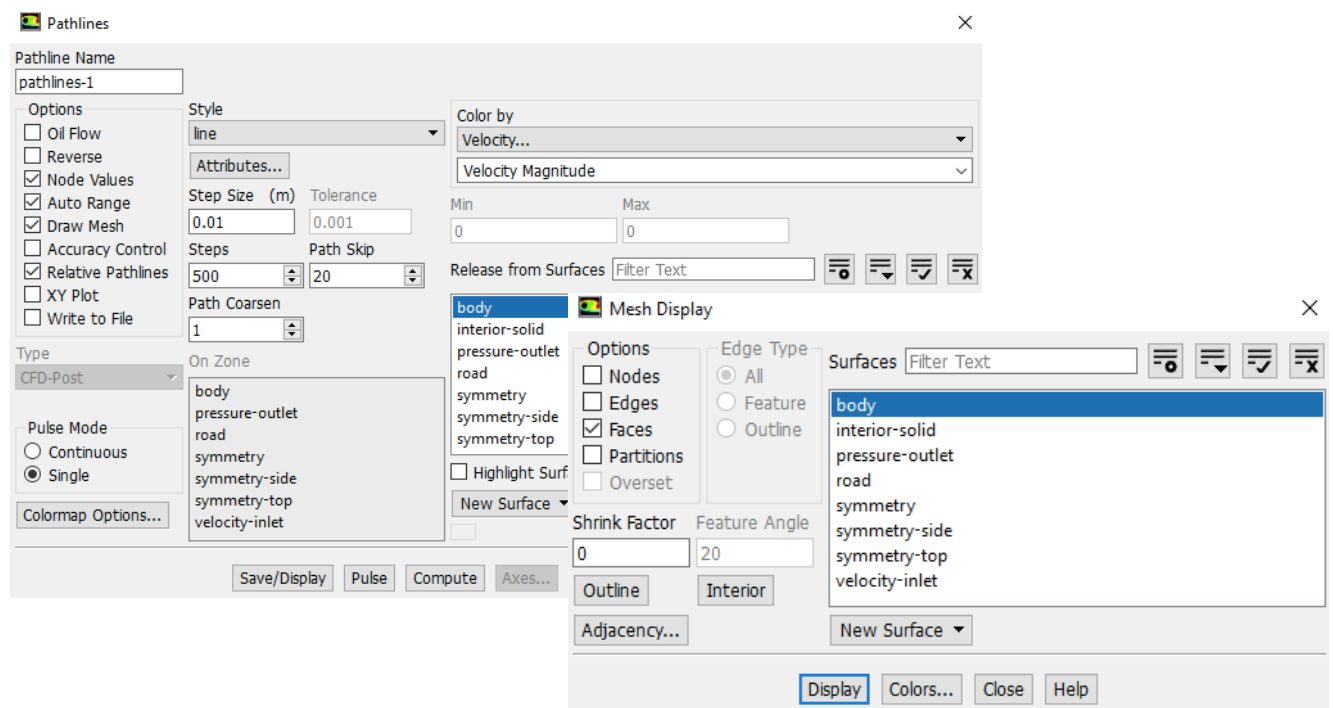 Pathlines
Pathline Name
pathlines-1
Options
Oil Flow
Reverse
Node Values
Auto Range
Draw Mesh
Accuracy Control
Relative Pathlines
XY Plot
Write to File
Type
CFD-Post
Pulse Mode
Continuous
Single
Colormap Options...
Style
line
Attributes...
Step Size (m) Tolerance
0.01 0.001
Steps Path Skip
500 20
Path Coarsen
1
On Zone
body
pressure-outlet
road
symmetry
symmetry-side
symmetry-top
velocity-inlet
Color by
Velocity...
Velocity Magnitude
Min Max
0 0
Release from Surfaces Filter Text
body
interior-solid
pressure-outlet
road
symmetry
symmetry-side
symmetry-top
Highlight Surf
New Surface
Save/Display Pulse Compute Axes...
Mesh Display
Options
Nodes
Edges
Faces
Partitions
Overset
Edge Type
All
Feature
Outline
Shrink Factor Feature Angle
0 20
Outline Interior
Adjacency...
Surfaces Filter Text
body
interior-solid
pressure-outlet
road
symmetry
symmetry-side
symmetry-top
velocity-inlet
New Surface
Display Colors... Close Help